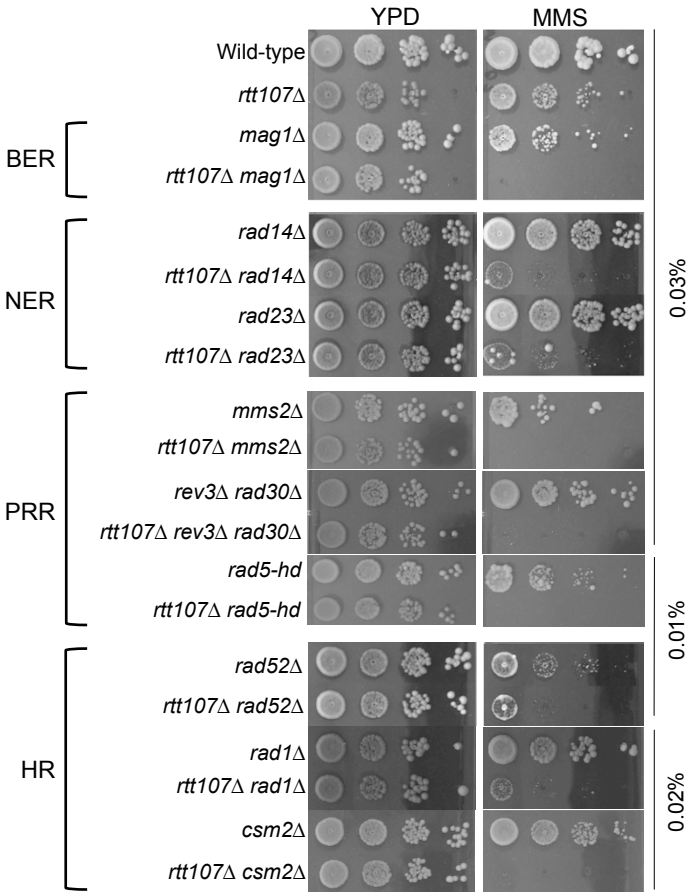 YPD MMS
Wild-type
rtt107Δ
mag1Δ
BER
rtt107Δ mag1Δ
rad14Δ
rtt107Δ rad14Δ
NER
rad23Δ
rtt107Δ rad23Δ
0.03%
mms2Δ
rtt107Δ mms2Δ
rev3Δ rad30Δ
PRR
rtt107Δ rev3Δ rad30Δ
rad5-hd
rtt107Δ rad5-hd
0.01%
rad52Δ
rtt107Δ rad52Δ
HR
rad1Δ
rtt107Δ rad1Δ
csm2Δ
rtt107Δ csm2Δ
0.02%